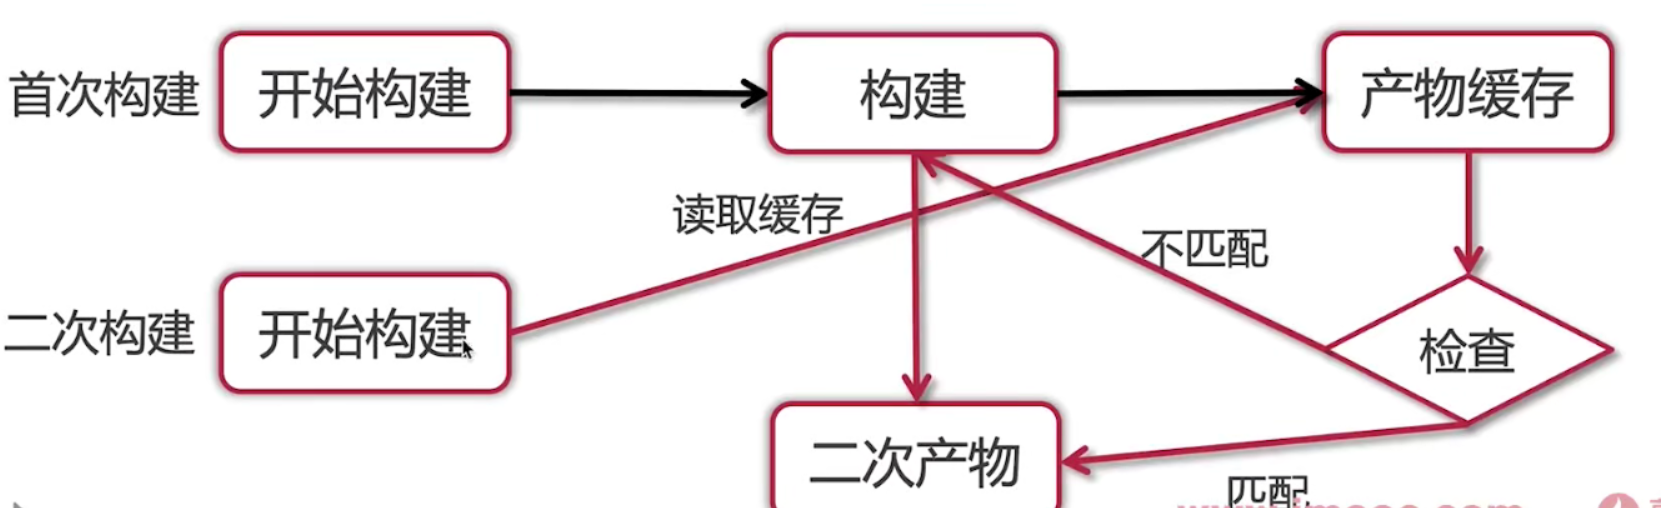 首次构建
开始构建
构建
产物缓存
读取缓存
不匹配
二次构建
开始构建
检查
二次产物
匹配